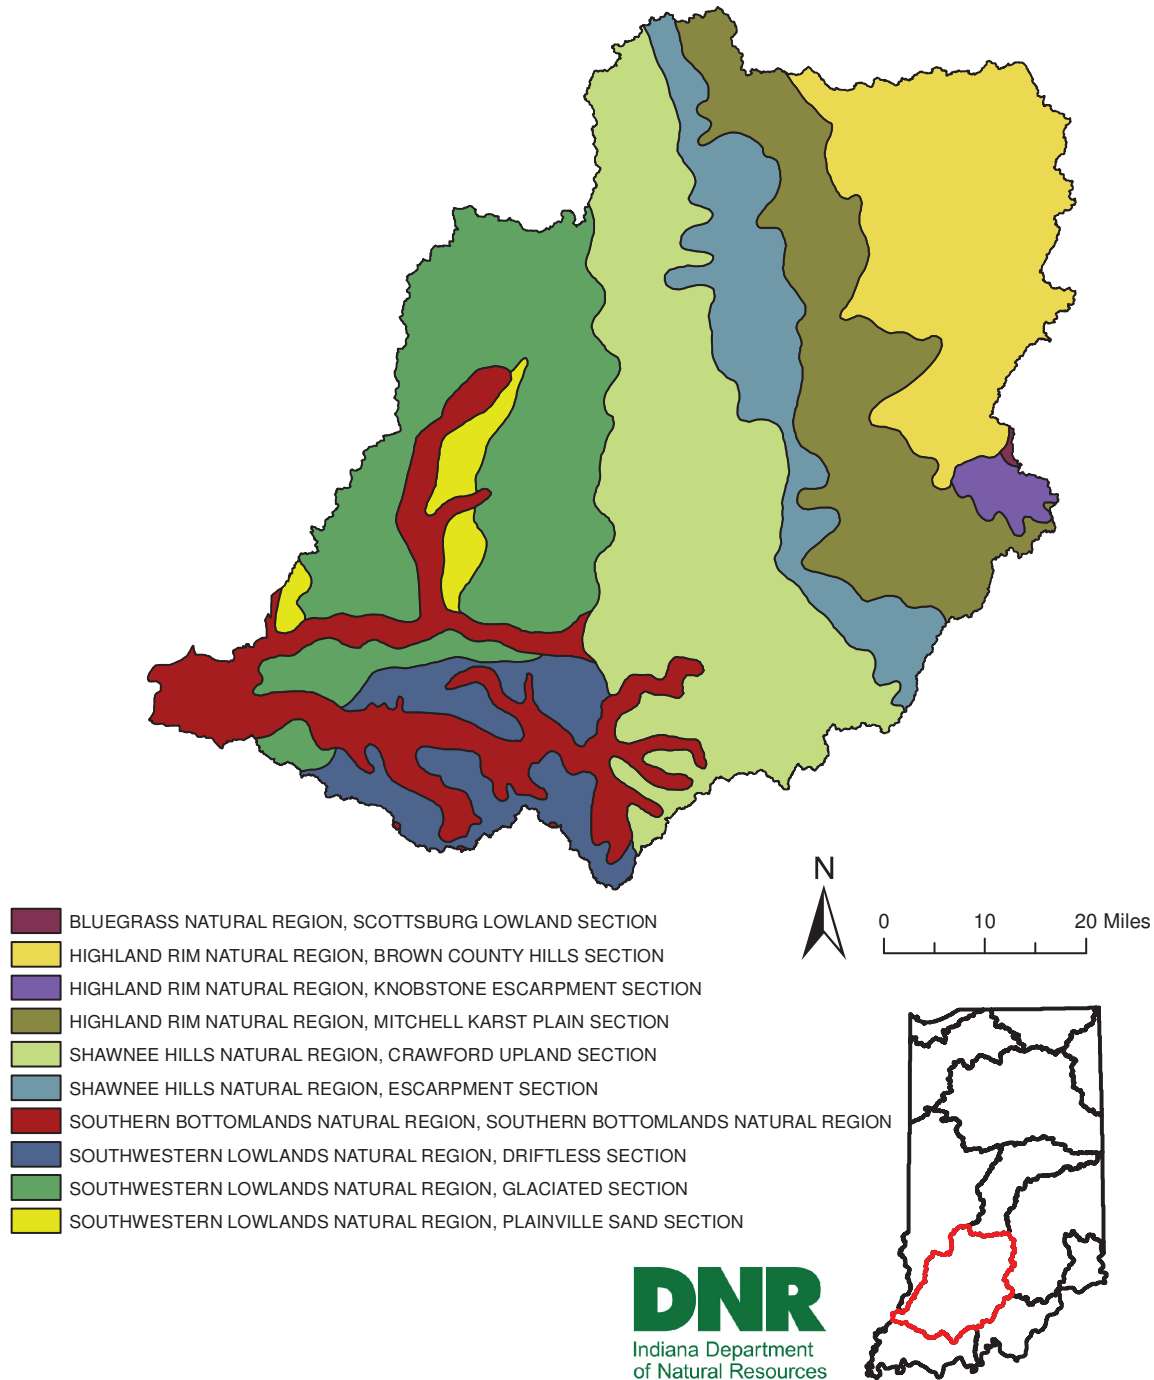 N
0 10 20 Miles
BLUEGRASS NATURAL REGION, SCOTTSBURG LOWLAND SECTION
HIGHLAND RIM NATURAL REGION, BROWN COUNTY HILLS SECTION
HIGHLAND RIM NATURAL REGION, KNOBSTONE ESCARPMENT SECTION
HIGHLAND RIM NATURAL REGION, MITCHELL KARST PLAIN SECTION
SHAWNEE HILLS NATURAL REGION, CRAWFORD UPLAND SECTION
SHAWNEE HILLS NATURAL REGION, ESCARPMENT SECTION
SOUTHERN BOTTOMLANDS NATURAL REGION, SOUTHERN BOTTOMLANDS NATURAL REGION
SOUTHWESTERN LOWLANDS NATURAL REGION, DRIFTLESS SECTION
SOUTHWESTERN LOWLANDS NATURAL REGION, GLACIATED SECTION
SOUTHWESTERN LOWLANDS NATURAL REGION, PLAINVILLE SAND SECTION
DNR
Indiana Department
of Natural Resources